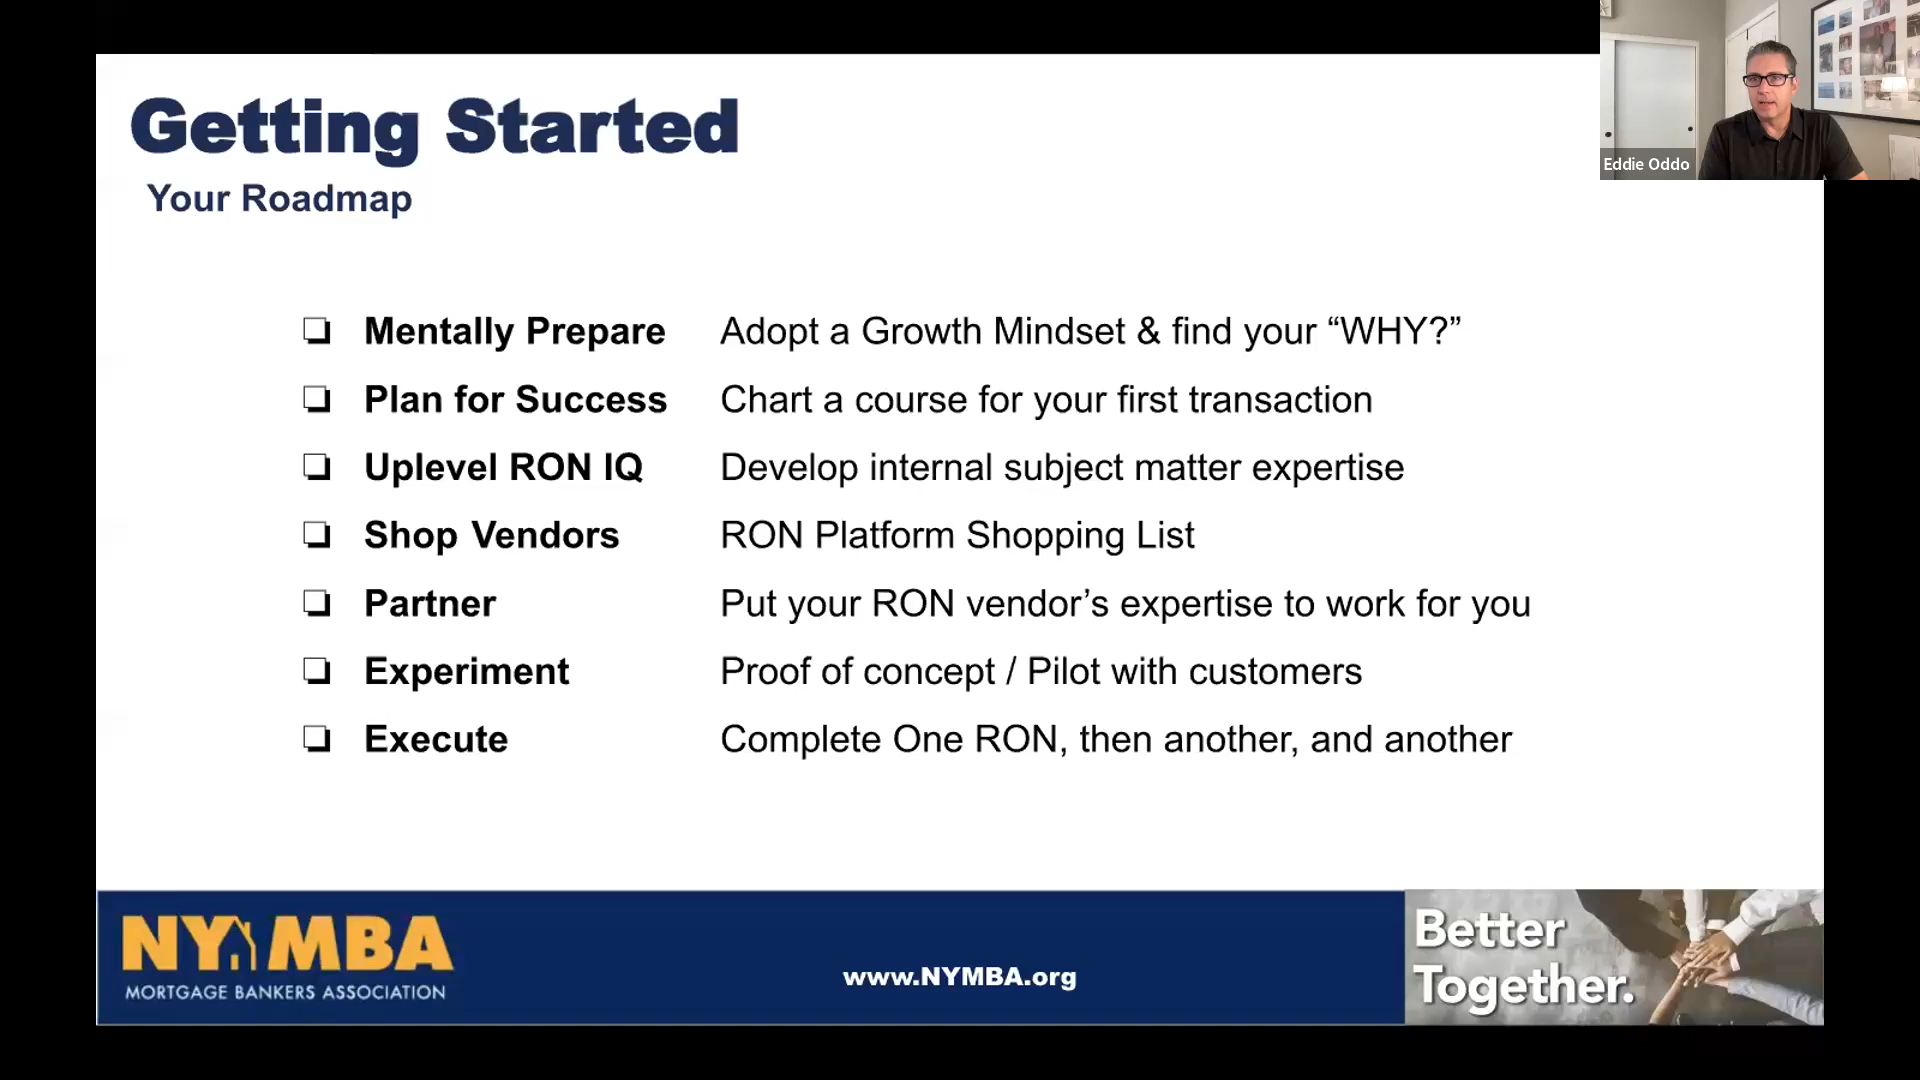 Getting Started
Your Roadmap
Eddie Oddo
❏ Mentally Prepare Adopt a Growth Mindset & find your “WHY?”
❏ Plan for Success Chart a course for your first transaction
❏ Uplevel RON IQ Develop internal subject matter expertise
❏ Shop Vendors RON Platform Shopping List
❏ Partner Put your RON vendor’s expertise to work for you
❏ Experiment Proof of concept / Pilot with customers
❏ Execute Complete One RON, then another, and another
NYMBA
MORTGAGE BANKERS ASSOCIATION
www.NYMBA.org
Better
Together.